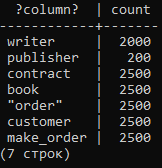 ?column? | count
------------+-------
writer | 2000
publisher | 200
contract | 2500
book | 2500
"order" | 2500
customer | 2500
make_order | 2500
(7 строк)